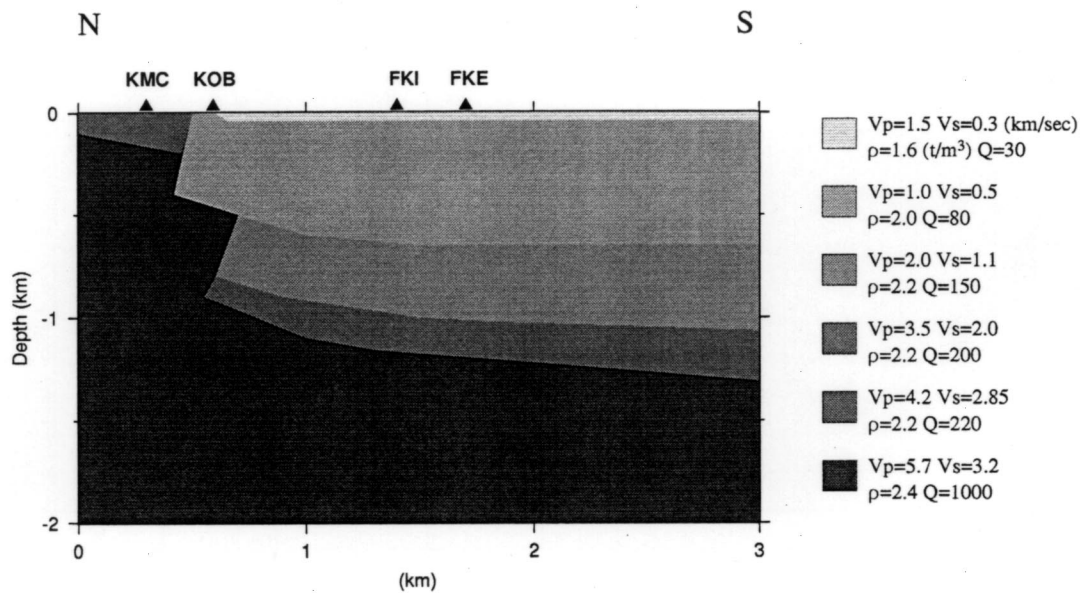 N S
KMC KOB FKI FKE
0
-1
-2
Depth (km)
0 1 2 3
(km)
Vp=1.5 Vs=0.3 (km/sec)
ρ=1.6 (t/m³) Q=30
Vp=1.0 Vs=0.5
ρ=2.0 Q=80
Vp=2.0 Vs=1.1
ρ=2.2 Q=150
Vp=3.5 Vs=2.0
ρ=2.2 Q=200
Vp=4.2 Vs=2.85
ρ=2.2 Q=220
Vp=5.7 Vs=3.2
ρ=2.4 Q=1000